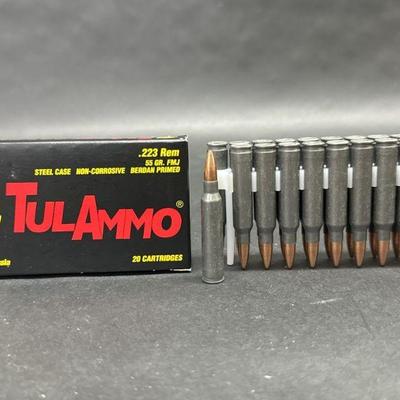 .223 Rem
55 GR. FMJ
STEEL CASE NON-CORROSIVE BERDAN PRIMED
TULAMMO®
20 CARTRIDGES